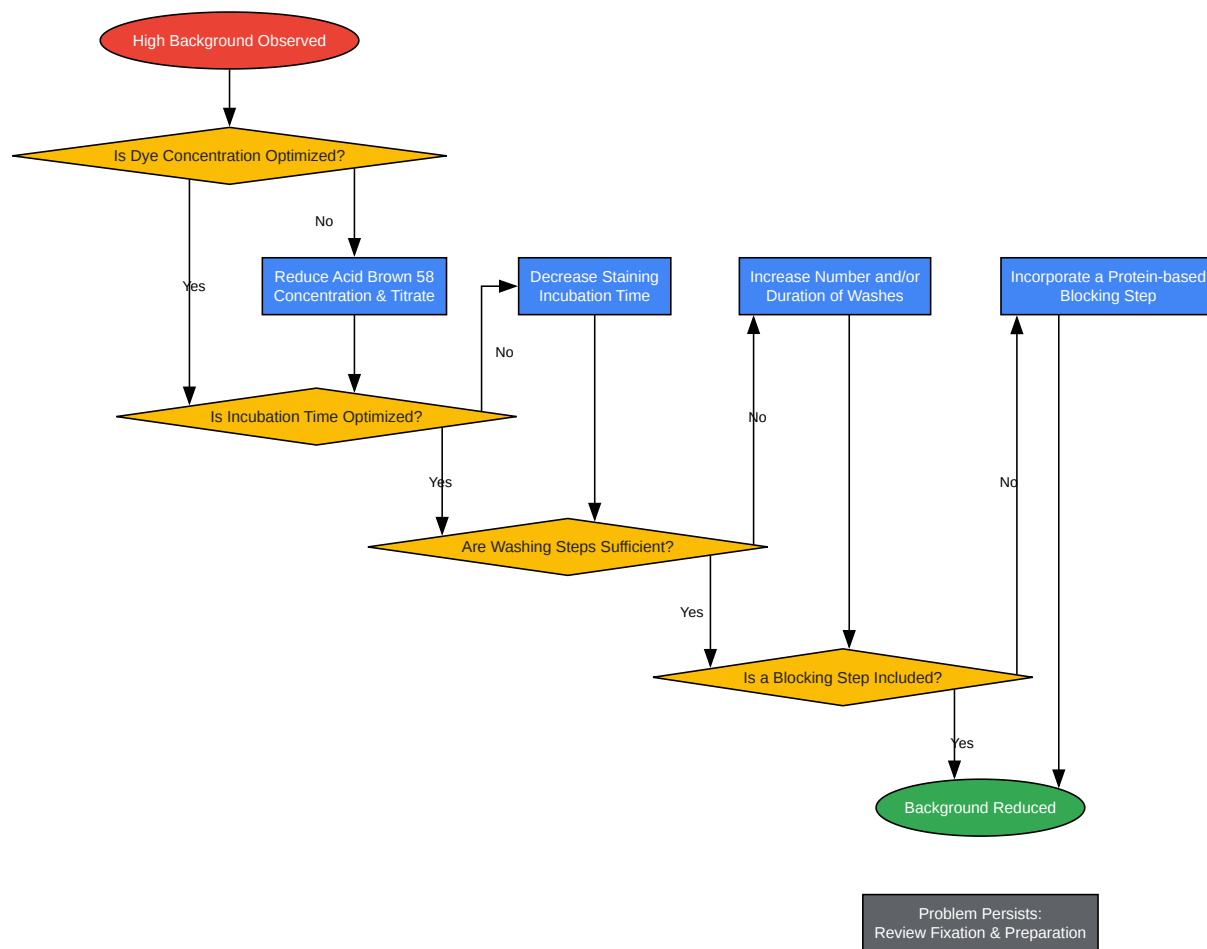 High Background Observed
Is Dye Concentration Optimized?
No
Yes
Reduce Acid Brown 58
Concentration & Titrate
Decrease Staining
Incubation Time
Increase Number and/or
Duration of Washes
Incorporate a Protein-based
Blocking Step
No
Is Incubation Time Optimized?
No
Yes
No
Are Washing Steps Sufficient?
Yes
Is a Blocking Step Included?
Yes
Background Reduced
Problem Persists:
Review Fixation & Preparation